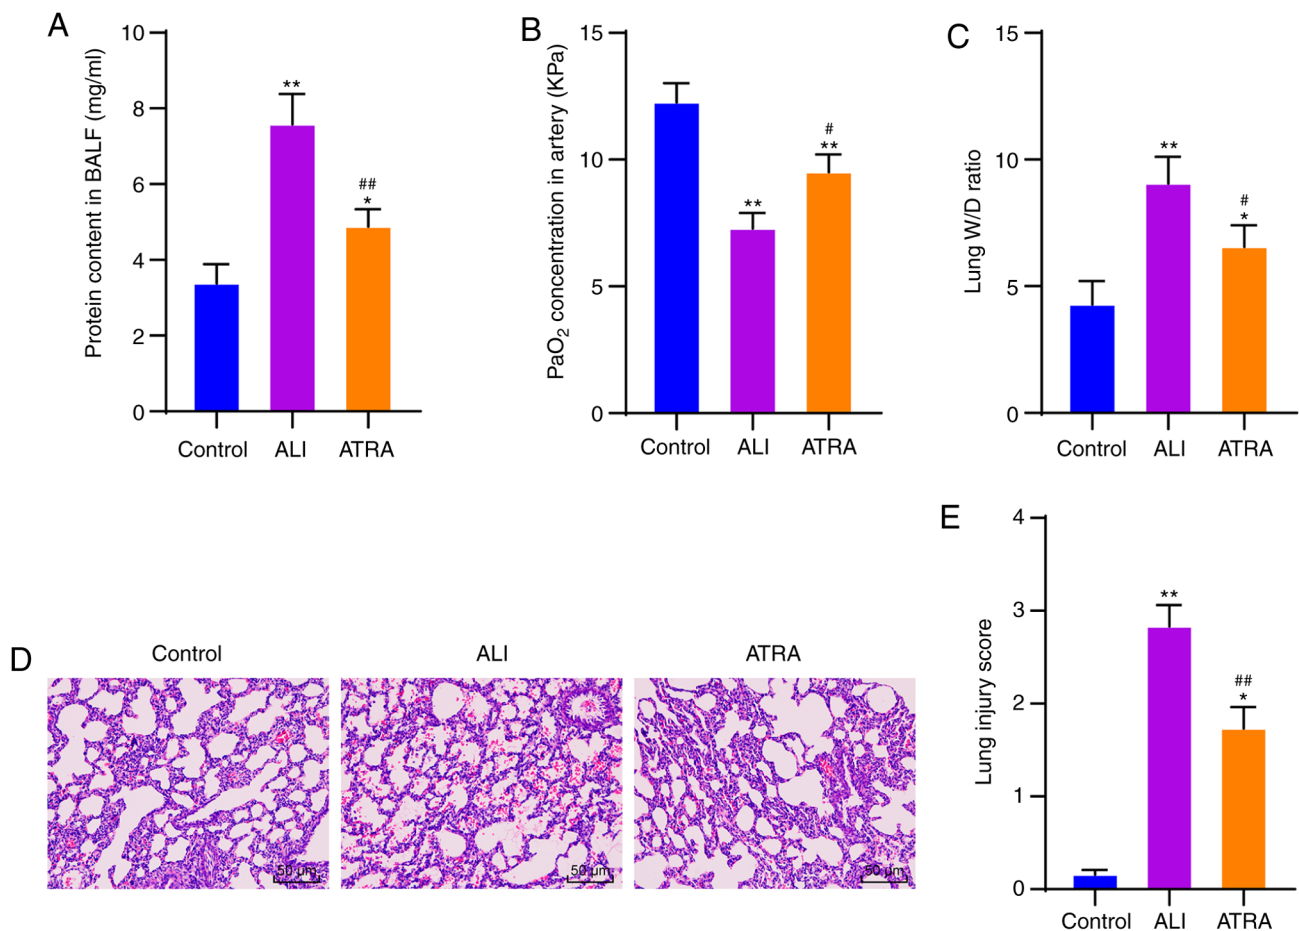 A
Protein content in BALF (mg/ml)
10
8
6
4
2
0
**
##
*
Control ALI ATRA
B
PaO2 concentration in artery (KPa)
15
10
5
0
**
#
**
Control ALI ATRA
C
Lung W/D ratio
15
10
5
0
**
#
*
Control ALI ATRA
D
Control ALI ATRA
50 µm 50 µm 50 µm
E
Lung injury score
4
3
2
1
0
**
##
*
Control ALI ATRA